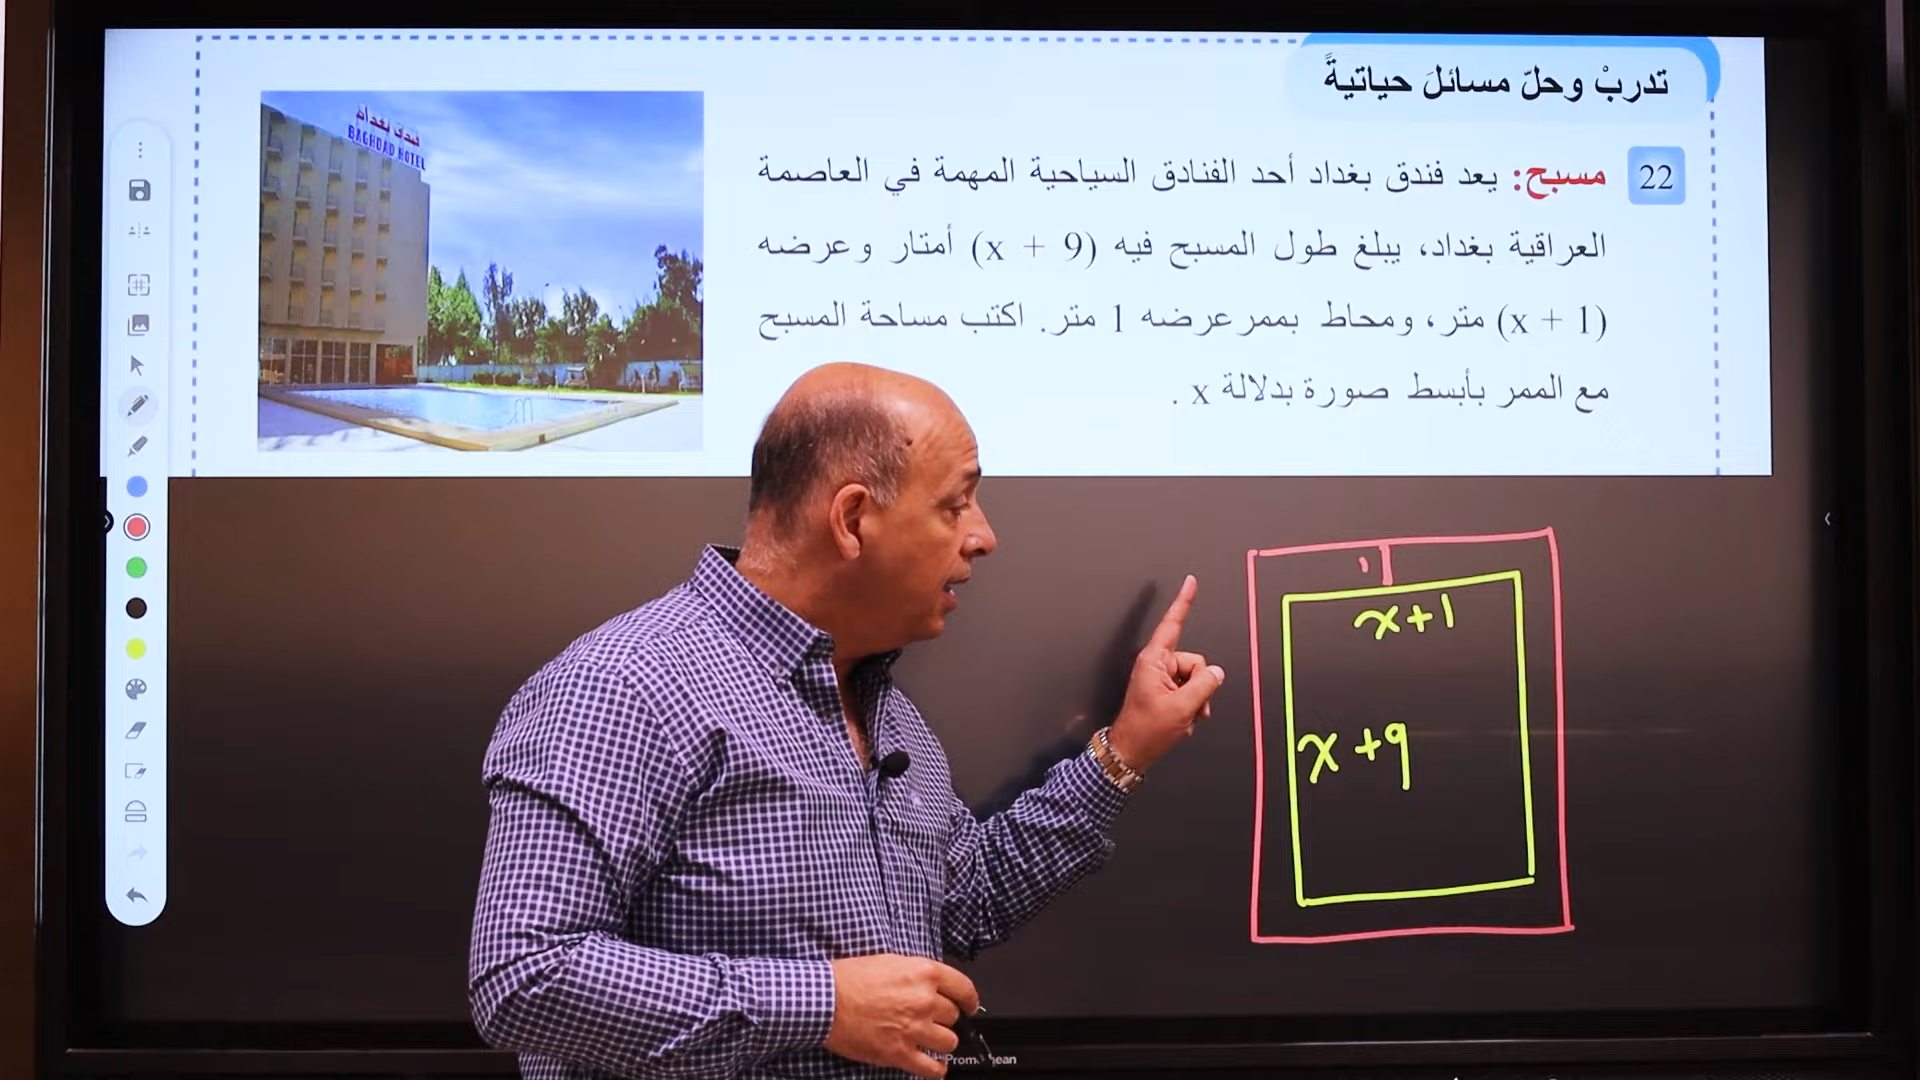 تدربْ وحلّ مسائلَ حياتيةً
22 مسبح: يعد فندق بغداد أحد الفنادق السياحية المهمة في العاصمة
العراقية بغداد، يبلغ طول المسبح فيه (x + 9) أمتار وعرضه
(x + 1) متر، ومحاط بممر عرضه 1 متر. اكتب مساحة المسبح
مع الممر بأبسط صورة بدلالة x .
فندق بغداد
BAGHDAD HOTEL
١
x+1
x+9